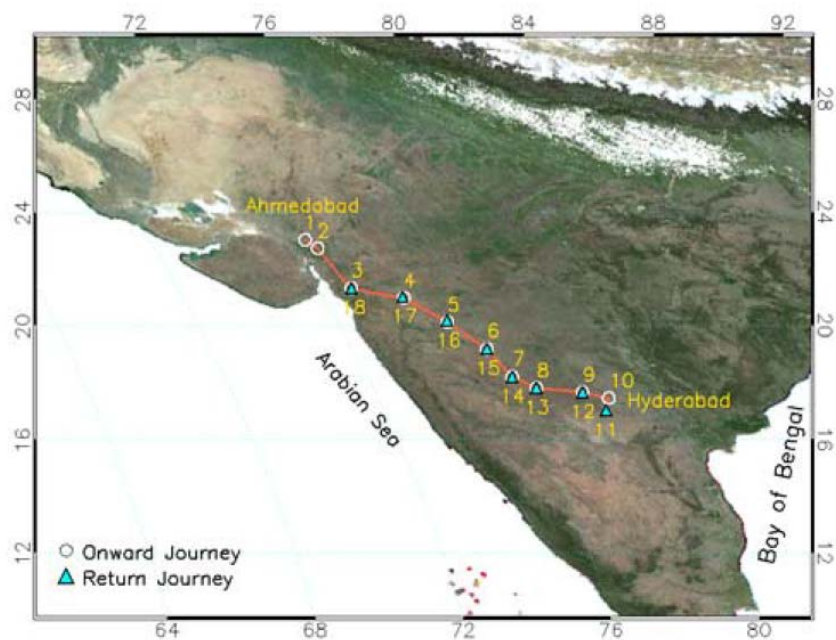 72 76 80 84 88 92
28 28
24 24
Ahmedabad
1 2
3
18
4
17
5
16
6
15
7
14
8
13
9
12
10
11
Hyderabad
20 20
Arabian Sea
16 16
Bay of Bengal
12 12
Onward Journey
Return Journey
64 68 72 76 80